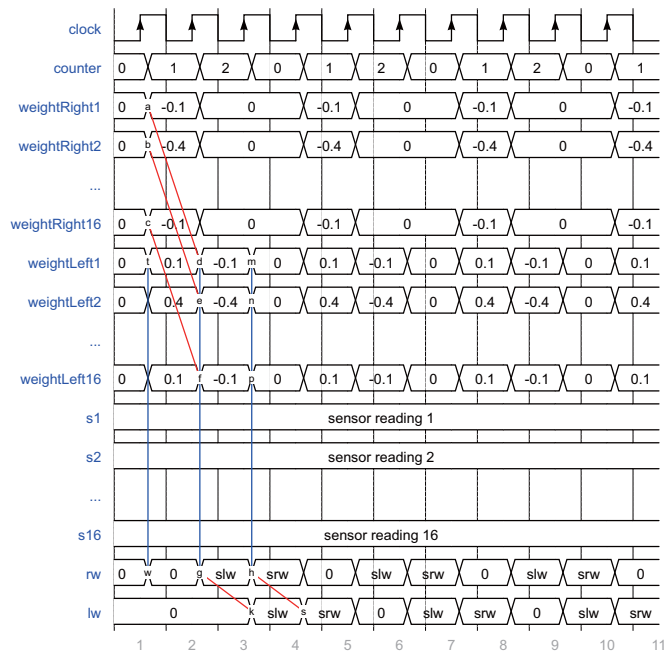 clock
counter 0 1 2 0 1 2 0 1 2 0 1
weightRight1 0 a -0.1 0 -0.1 0 -0.1 0 -0.1
weightRight2 0 b -0.4 0 -0.4 0 -0.4 0 -0.4
...
weightRight16 0 c -0.1 0 -0.1 0 -0.1 0 -0.1
weightLeft1 0 t 0.1 d -0.1 m 0 0.1 -0.1 0 0.1 -0.1 0 0.1
weightLeft2 0 0.4 e -0.4 n 0 0.4 -0.4 0 0.4 -0.4 0 0.4
...
weightLeft16 0 0.1 f -0.1 p 0 0.1 -0.1 0 0.1 -0.1 0 0.1
s1 sensor reading 1
s2 sensor reading 2
...
s16 sensor reading 16
rw 0 w 0 g slw h srw 0 slw srw 0 slw srw 0
lw 0 k slw s srw 0 slw srw 0 slw srw
1 2 3 4 5 6 7 8 9 10 11